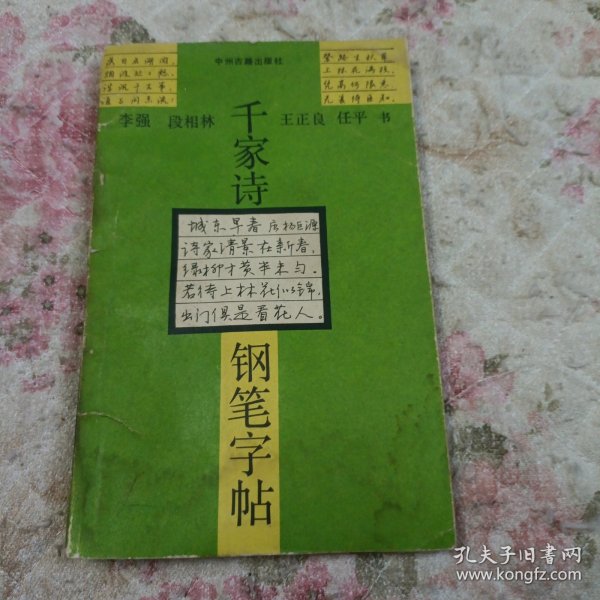 中州古籍出版社
李强 段相林 王正良 任平 书
千家诗
城东早春 唐 杨巨源
诗家清景在新春,
绿柳才黄半未匀.
若待上林花似锦,
出门俱是看花人。
钢笔字帖
孔夫子旧书网
www.kongfz.com